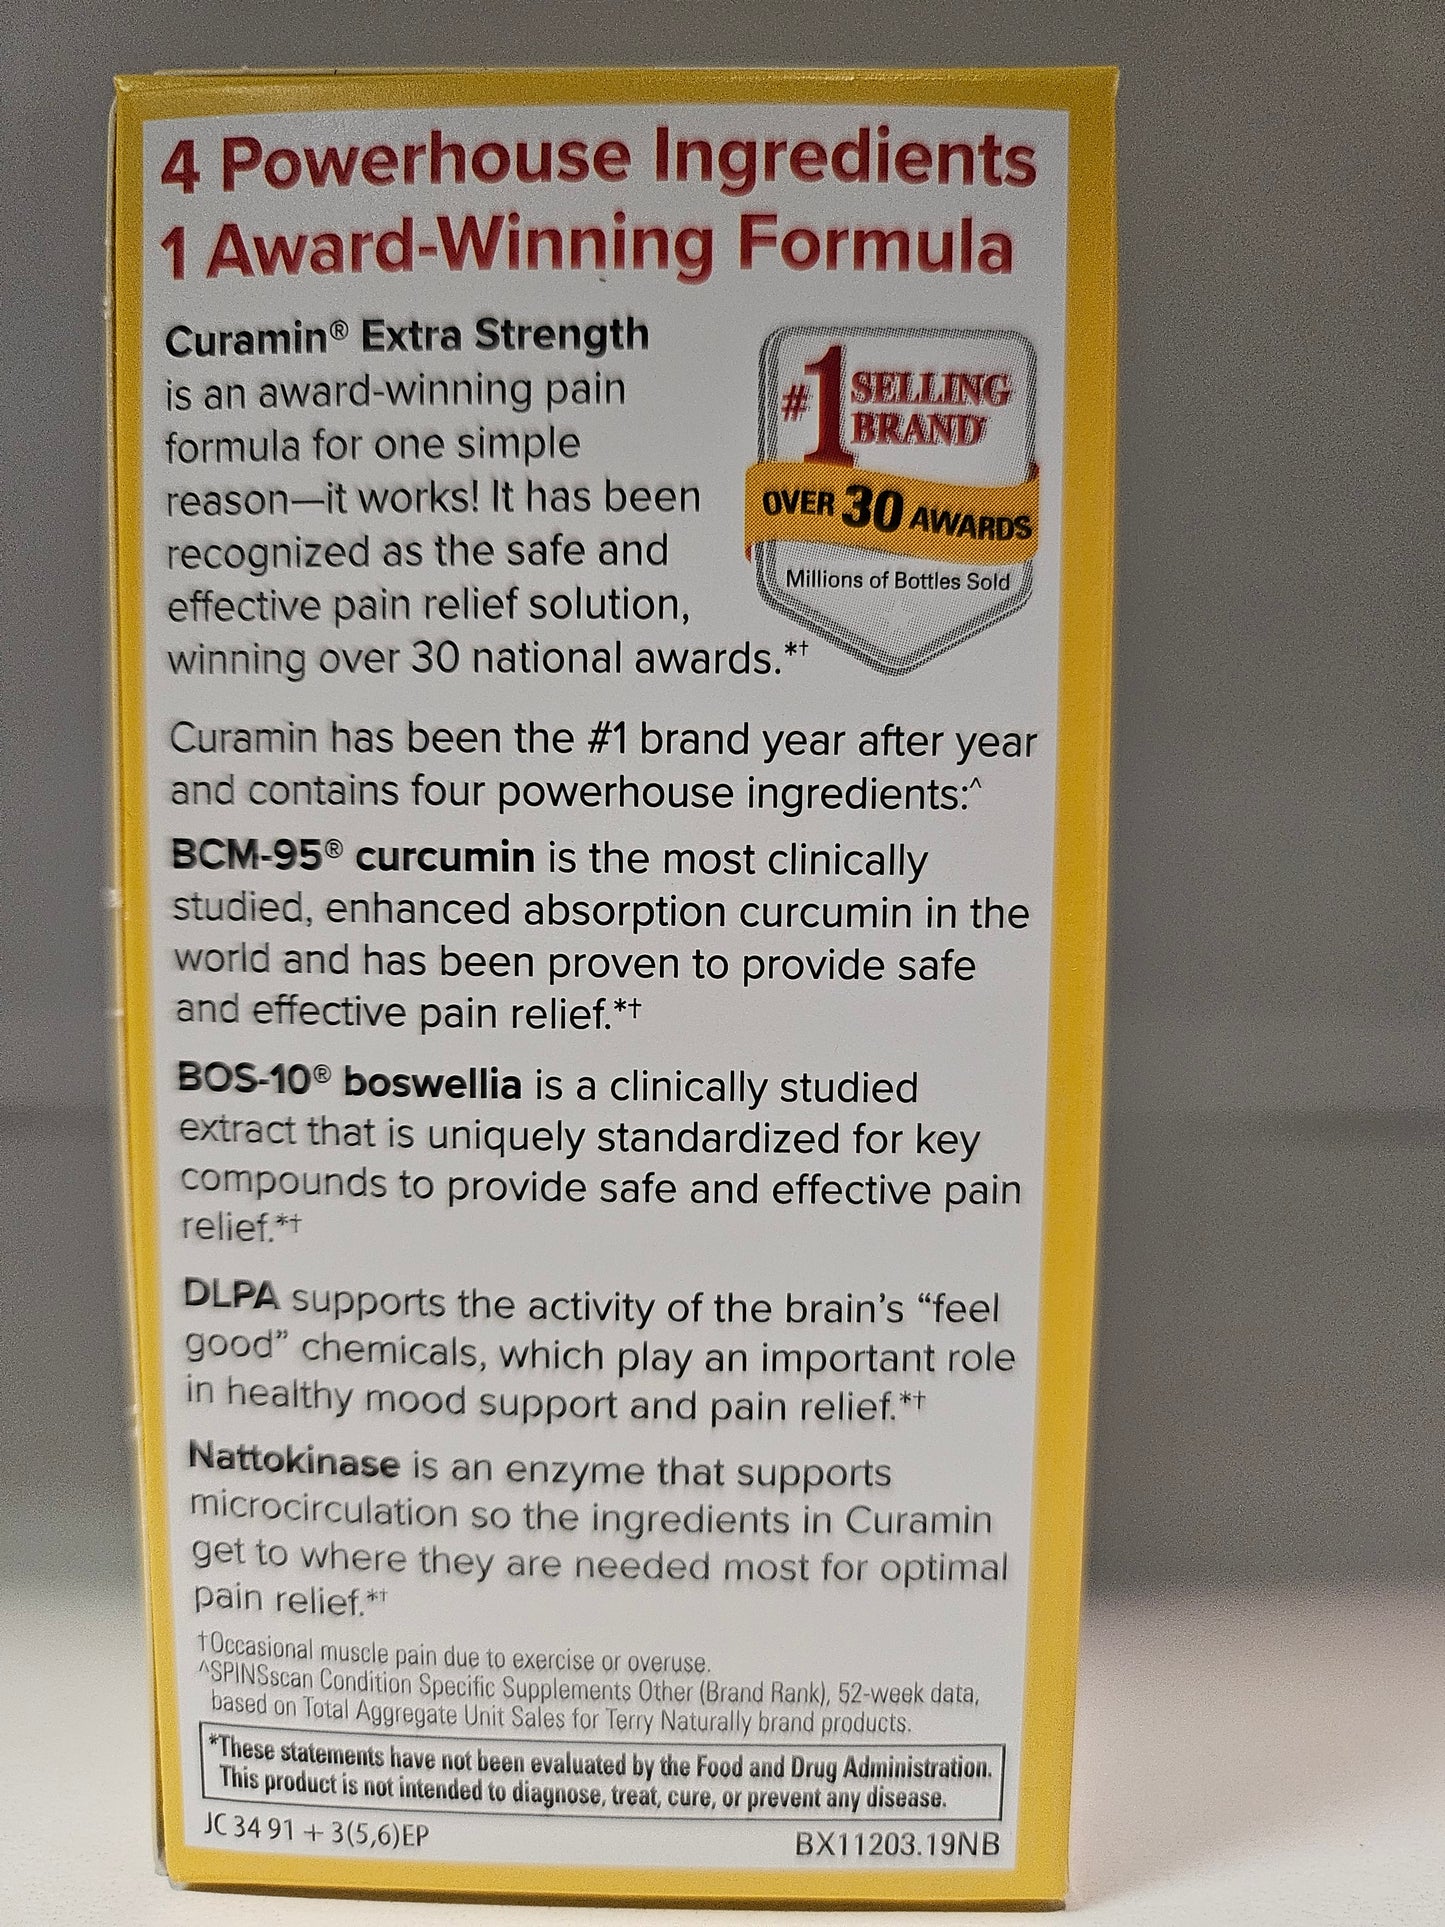 4 Powerhouse Ingredients
1 Award-Winning Formula
Curamin® Extra Strength
is an award-winning pain
formula for one simple
reason—it works! It has been
recognized as the safe and
effective pain relief solution,
winning over 30 national awards.*†
#1 SELLING
BRAND
OVER 30 AWARDS
Millions of Bottles Sold
Curamin has been the #1 brand year after year
and contains four powerhouse ingredients:^
BCM-95® curcumin is the most clinically
studied, enhanced absorption curcumin in the
world and has been proven to provide safe
and effective pain relief.*†
BOS-10® boswellia is a clinically studied
extract that is uniquely standardized for key
compounds to provide safe and effective pain
relief.*†
DLPA supports the activity of the brain's “feel
good” chemicals, which play an important role
in healthy mood support and pain relief.*†
Nattokinase is an enzyme that supports
microcirculation so the ingredients in Curamin
get to where they are needed most for optimal
pain relief.*†
†Occasional muscle pain due to exercise or overuse.
^SPINSscan Condition Specific Supplements Other (Brand Rank), 52-week data,
based on Total Aggregate Unit Sales for Terry Naturally brand products.
*These statements have not been evaluated by the Food and Drug Administration.
This product is not intended to diagnose, treat, cure, or prevent any disease.
JC 34 91 + 3(5,6)EP
BX11203.19NB